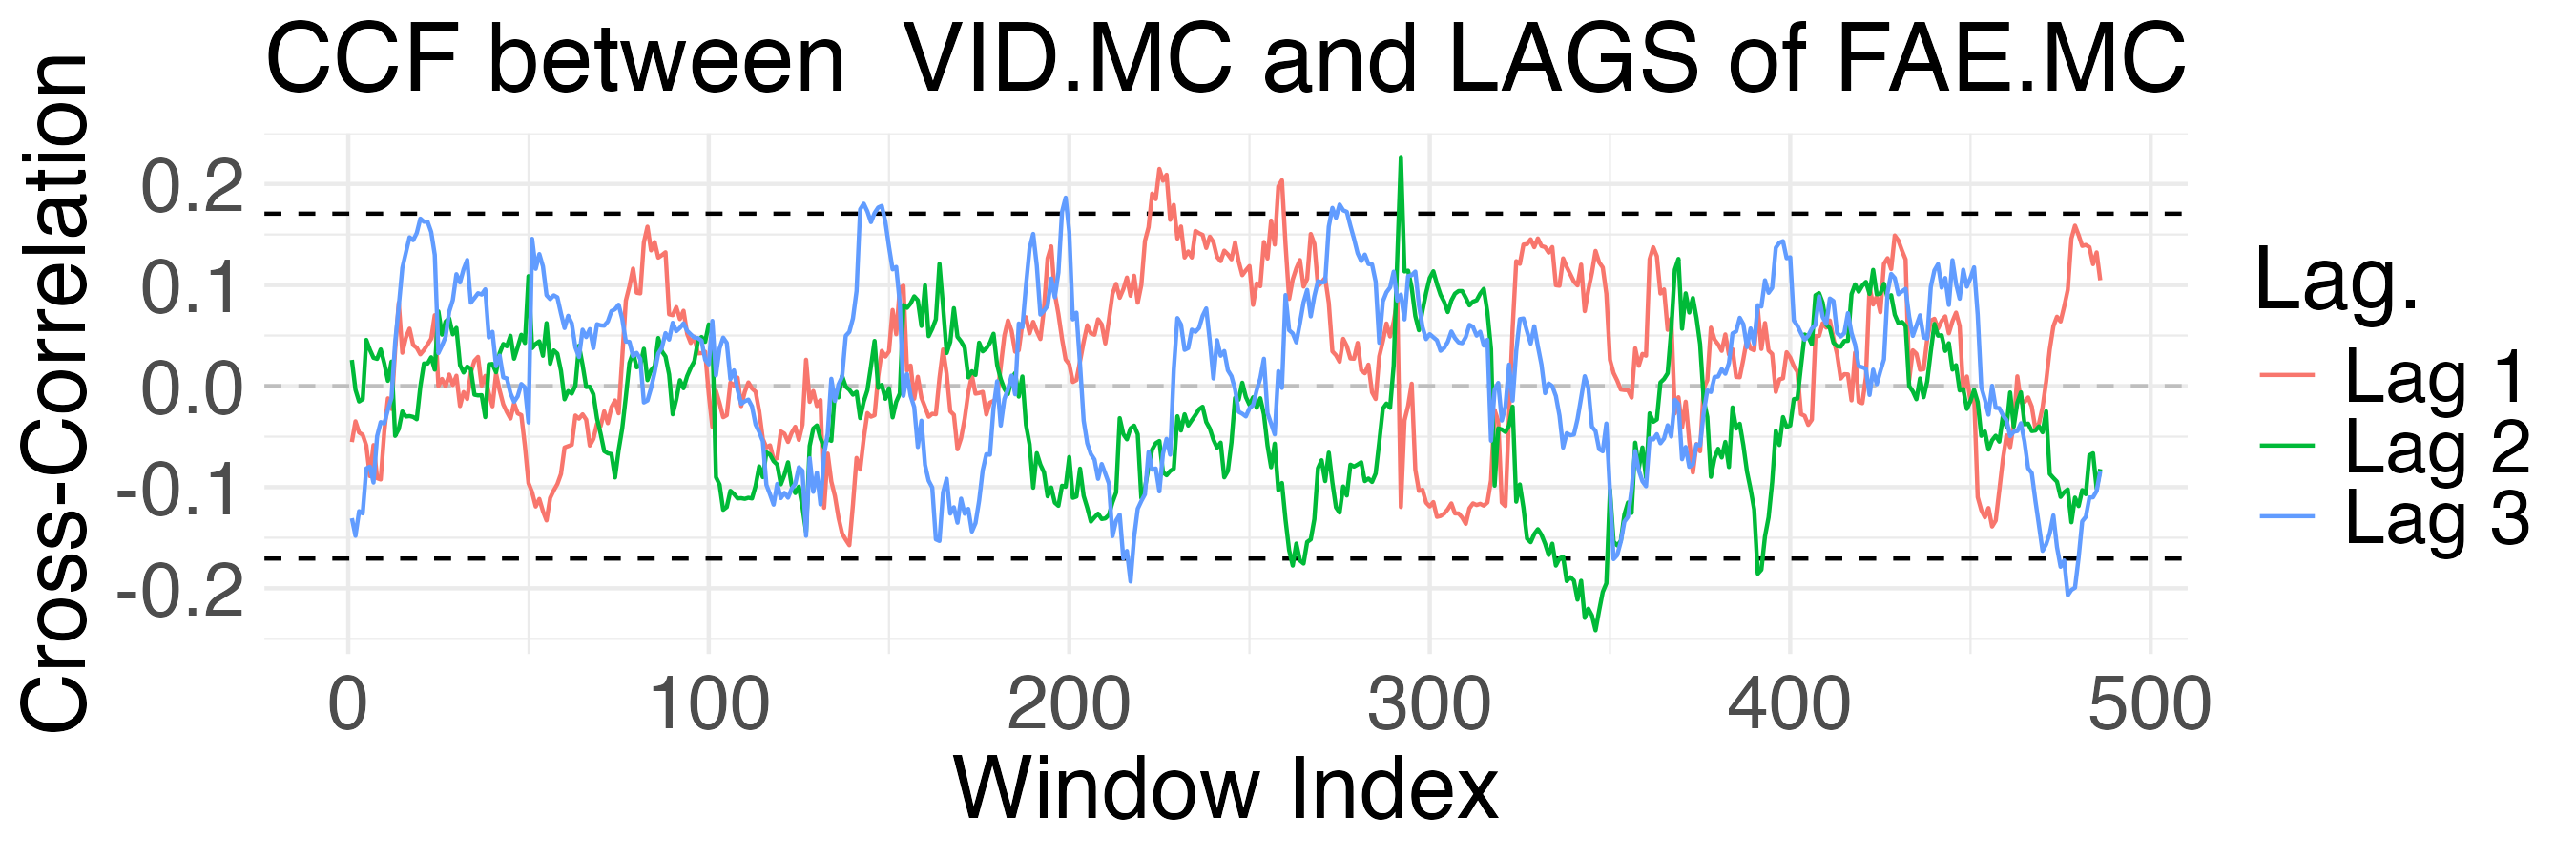 CCF between  VID.MC and LAGS of FAE.MC
Cross-Correlation
0.2
0.1
0.0
-0.1
-0.2
0 100 200 300 400 500
Window Index
Lag.
Lag 1
Lag 2
Lag 3